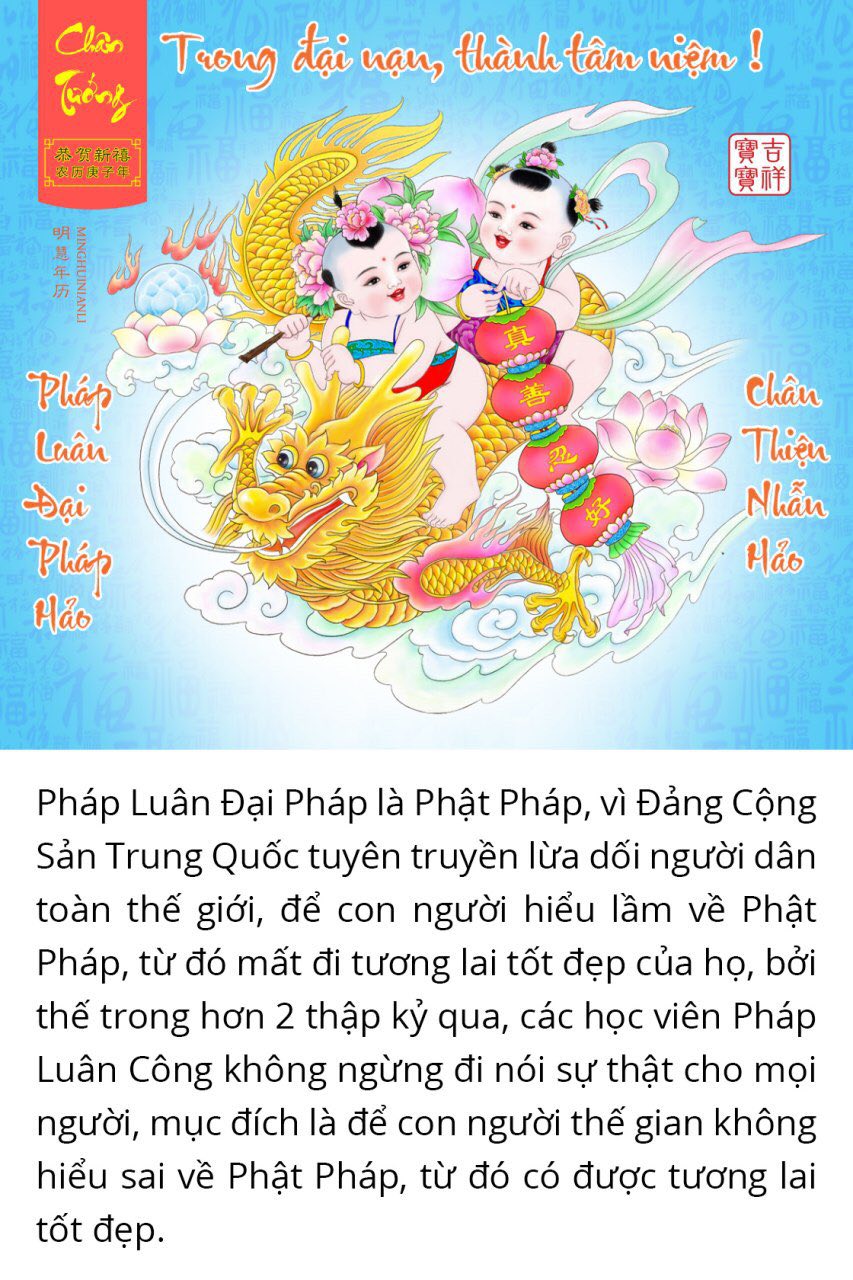 Chân
Tướng
恭贺新禧
农历庚子年
Trong đại nạn, thành tâm niệm !
吉祥
寶寶
明慧年历
MINGHUINIANLI
真
善
忍
好
Pháp
Luân
Đại
Pháp
Hảo
Chân
Thiện
Nhẫn
Hảo
Pháp Luân Đại Pháp là Phật Pháp, vì Đảng Cộng
Sản Trung Quốc tuyên truyền lừa dối người dân
toàn thế giới, để con người hiểu lầm về Phật
Pháp, từ đó mất đi tương lai tốt đẹp của họ, bởi
thế trong hơn 2 thập kỷ qua, các học viên Pháp
Luân Công không ngừng đi nói sự thật cho mọi
người, mục đích là để con người thế gian không
hiểu sai về Phật Pháp, từ đó có được tương lai
tốt đẹp.